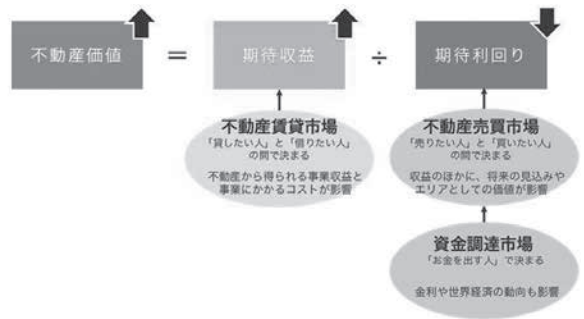 不動産価値 = 期待収益 ÷ 期待利回り
不動産賃貸市場
「貸したい人」と「借りたい人」
の間で決まる
不動産から得られる事業収益と
事業にかかるコストが影響
不動産売買市場
「売りたい人」と「買いたい人」
の間で決まる
収益のほかに、将来の見込みや
エリアとしての価値が影響
資金調達市場
「お金を出す人」で決まる
金利や世界経済の動向も影響